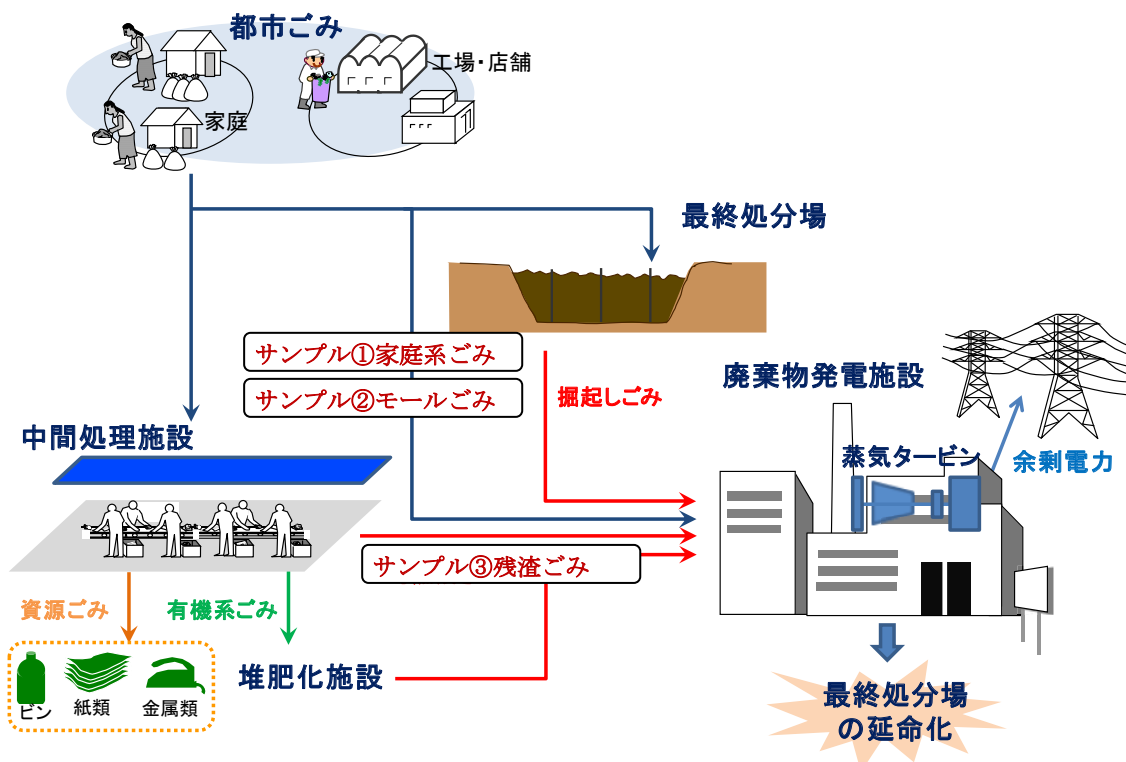 都市ごみ
工場・店舗
家庭
最終処分場
サンプル①家庭系ごみ
サンプル②モールごみ
掘起しごみ
廃棄物発電施設
蒸気タービン
余剰電力
中間処理施設
サンプル③残渣ごみ
資源ごみ
有機系ごみ
堆肥化施設
ビン
紙類
金属類
最終処分場
の延命化